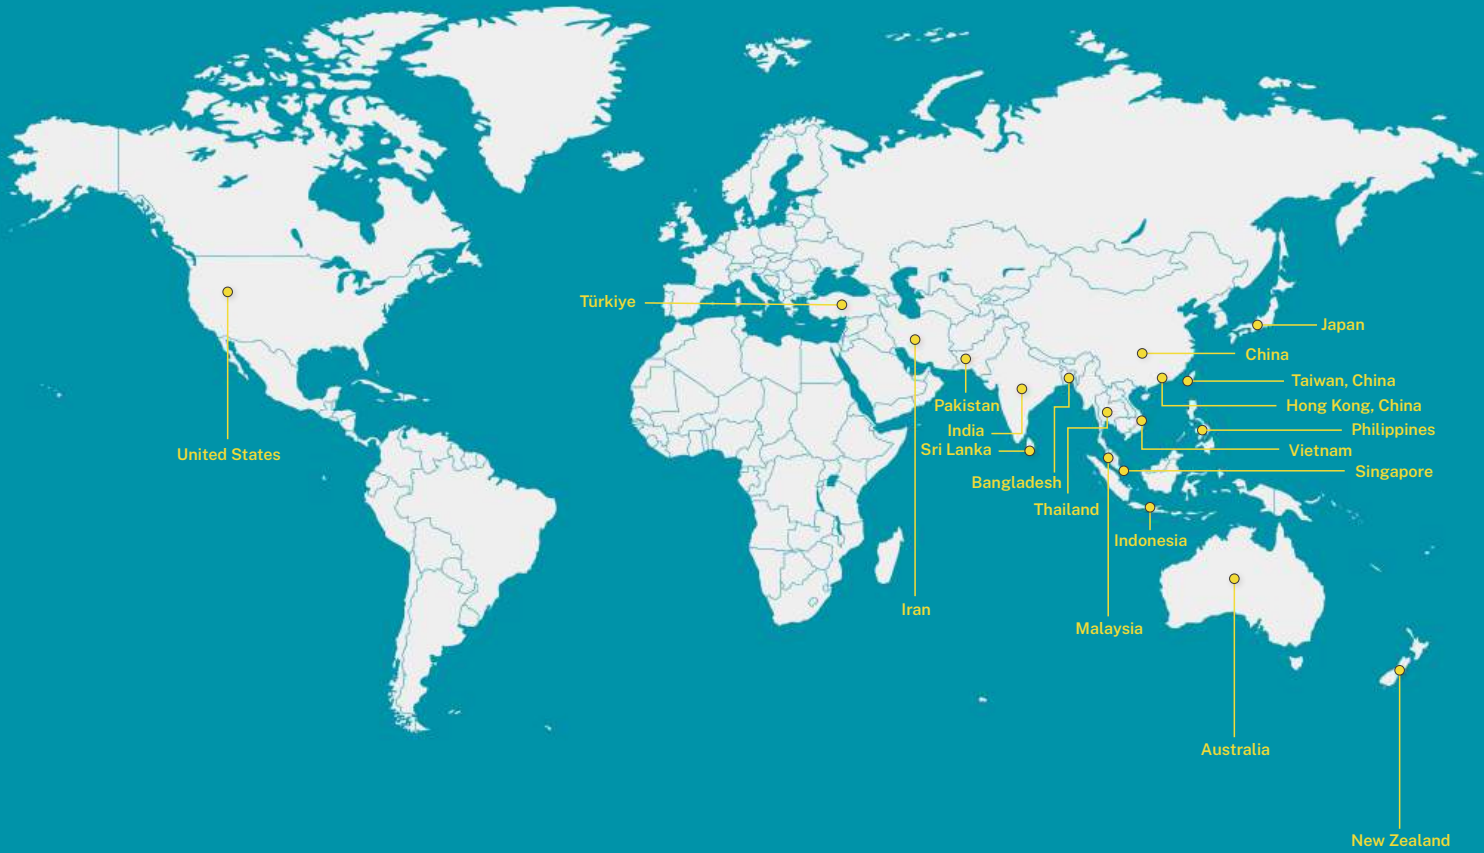 Türkiye
Japan
China
Taiwan, China
Pakistan
Hong Kong, China
India
Philippines
Sri Lanka
Vietnam
United States
Singapore
Bangladesh
Thailand
Indonesia
Iran
Malaysia
Australia
New Zealand